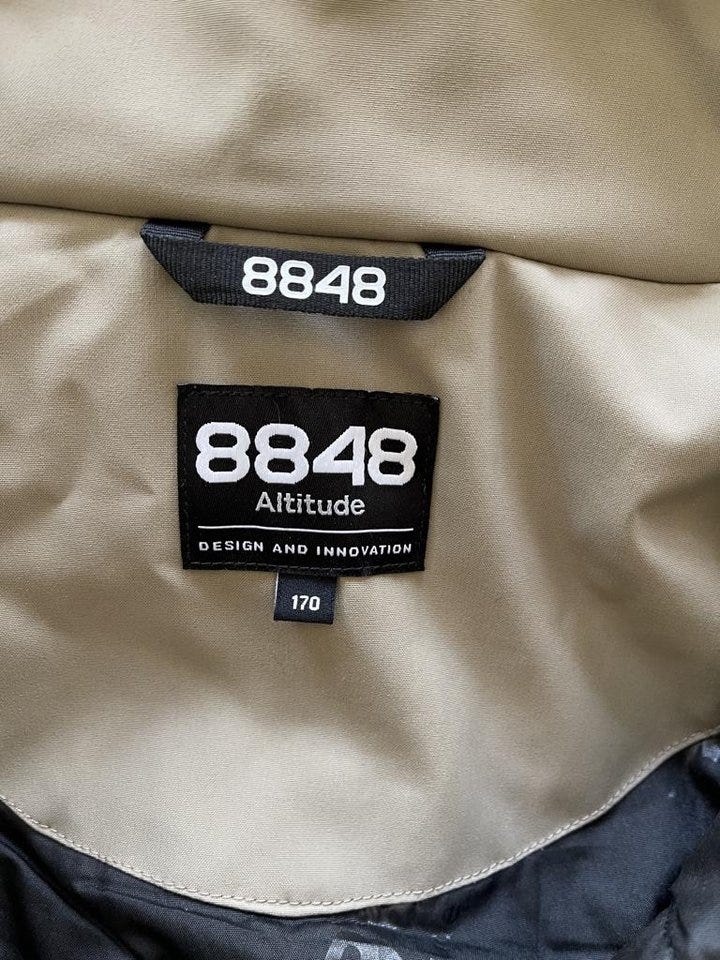 8848
8848
Altitude
DESIGN AND INNOVATION
170